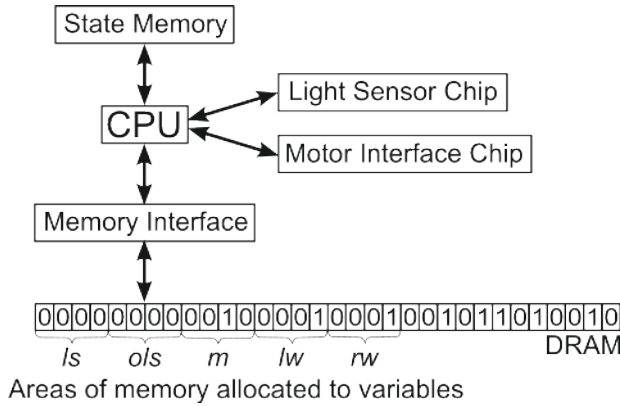 State Memory
Light Sensor Chip
CPU
Motor Interface Chip
Memory Interface
00000000001000010001001011010010
ls ols m lw rw DRAM
Areas of memory allocated to variables